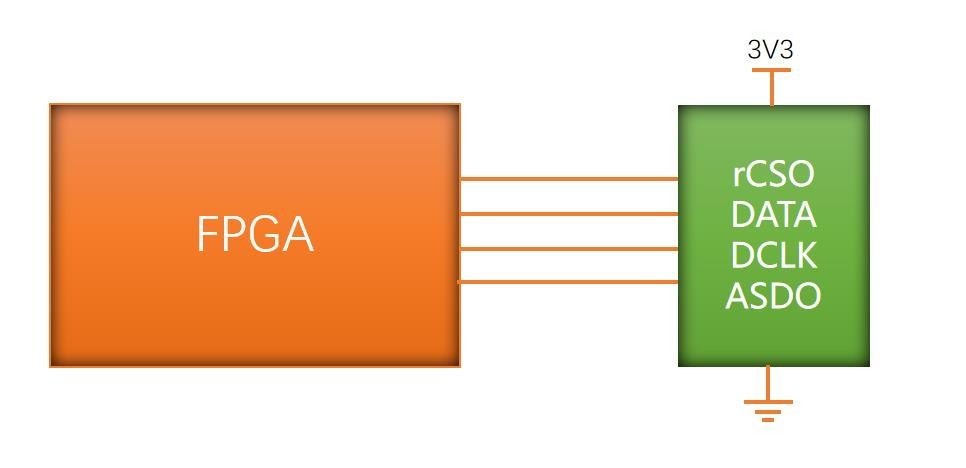 3V3
FPGA
rCSO
DATA
DCLK
ASDO